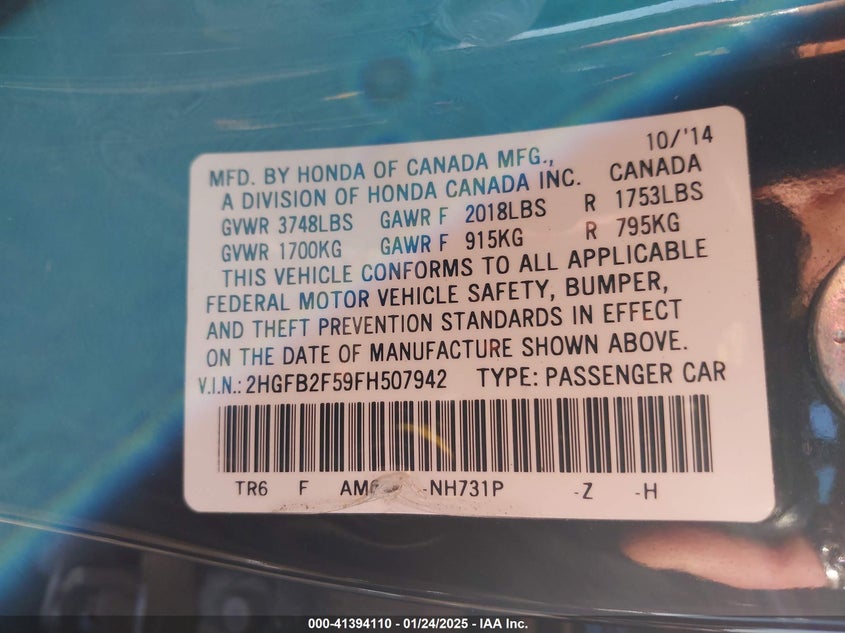 10/'14
MFD. BY HONDA OF CANADA MFG.,
A DIVISION OF HONDA CANADA INC. CANADA
GVWR 3748LBS GAWR F 2018LBS R 1753LBS
GVWR 1700KG GAWR F 915KG R 795KG
THIS VEHICLE CONFORMS TO ALL APPLICABLE
FEDERAL MOTOR VEHICLE SAFETY, BUMPER,
AND THEFT PREVENTION STANDARDS IN EFFECT
ON THE DATE OF MANUFACTURE SHOWN ABOVE.
V.I.N.: 2HGFB2F59FH507942 TYPE: PASSENGER CAR
TR6 F -NH731P -Z -H
000-41394110 - 01/24/2025 - IAA Inc.